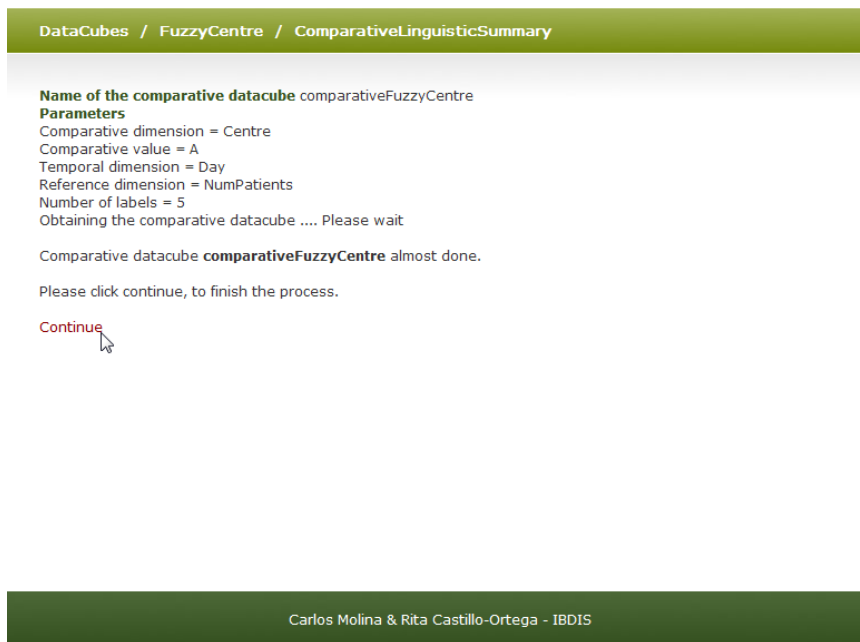 DataCubes / FuzzyCentre / ComparativeLinguisticSummary
Name of the comparative datacube comparativeFuzzyCentre
Parameters
Comparative dimension = Centre
Comparative value = A
Temporal dimension = Day
Reference dimension = NumPatients
Number of labels = 5
Obtaining the comparative datacube .... Please wait
Comparative datacube comparativeFuzzyCentre almost done.
Please click continue, to finish the process.
Continue
Carlos Molina & Rita Castillo-Ortega - IBDIS